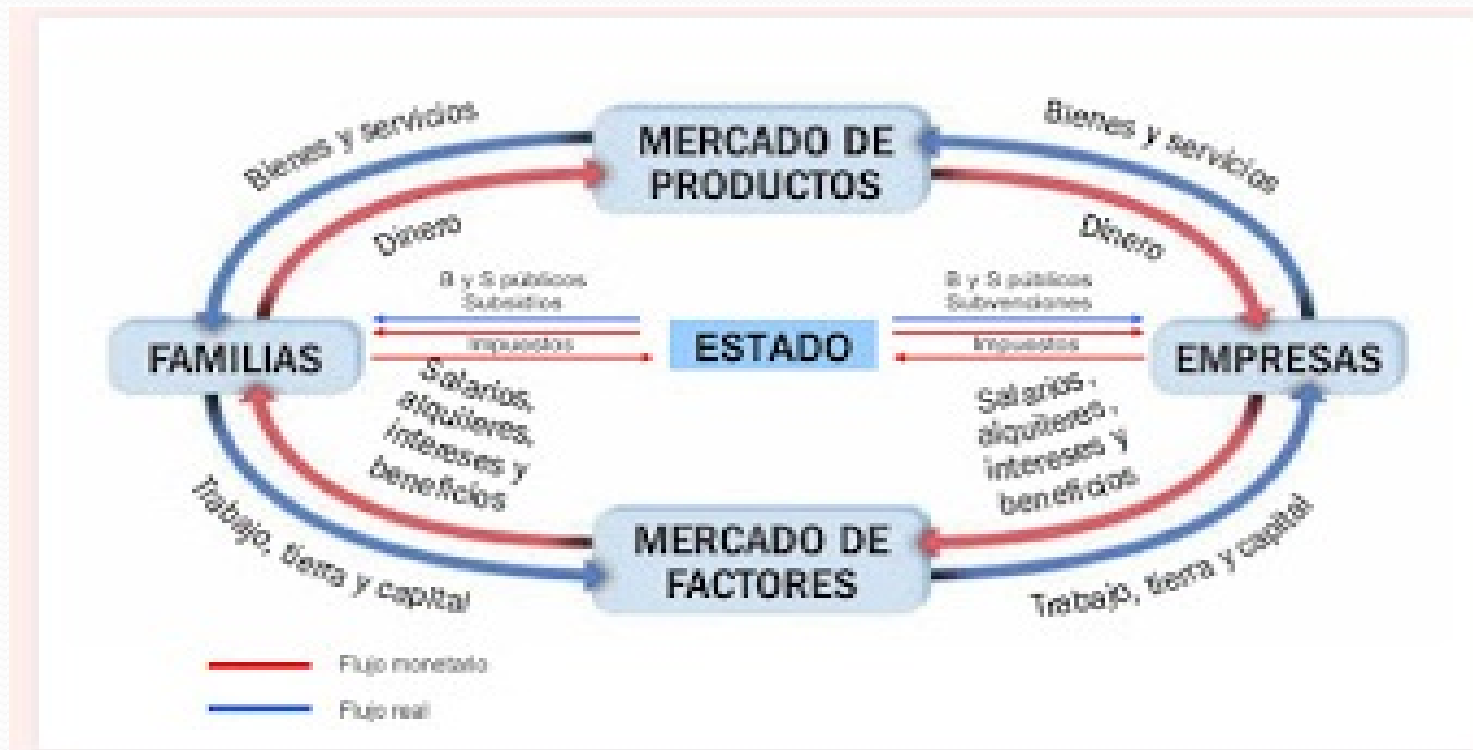 Bienes y servicios
MERCADO DE
PRODUCTOS
Bienes y servicios
Dinero
Dinero
B y S públicos
Subsidios
B y S públicos
Subvenciones
FAMILIAS
Impuestos
ESTADO
Impuestos
EMPRESAS
Salarios,
alquileres,
intereses y
beneficios
Salarios,
alquileres,
intereses y
beneficios
Trabajo, tierra y capital
MERCADO DE
FACTORES
Trabajo, tierra y capital
Flujo monetario
Flujo real